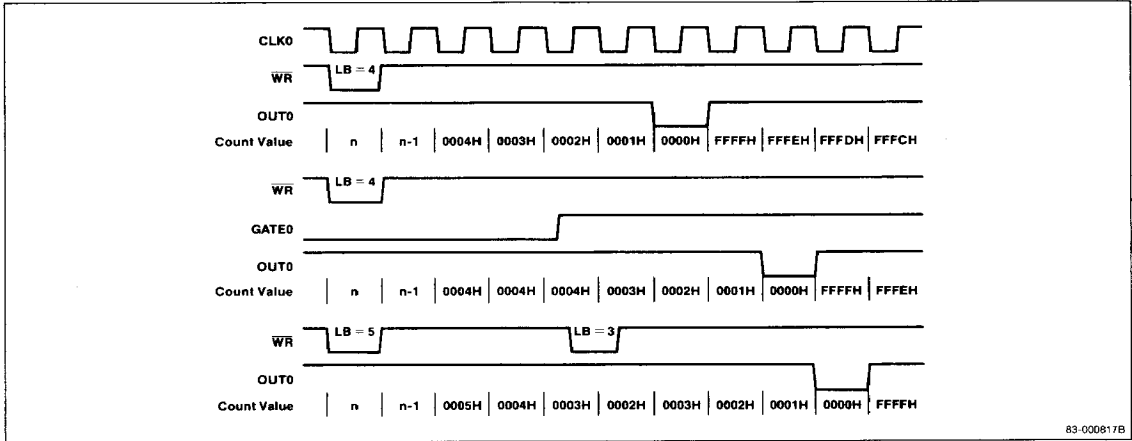 CLK0
WR LB = 4
OUT0
Count Value n n-1 0004H 0003H 0002H 0001H 0000H FFFFH FFFEH FFFDH FFFCH
WR LB = 4
GATE0
OUT0
Count Value n n-1 0004H 0004H 0004H 0003H 0002H 0001H 0000H FFFFH FFFEH
WR LB = 5 LB = 3
OUT0
Count Value n n-1 0005H 0004H 0003H 0002H 0003H 0002H 0001H 0000H FFFFH
83-000817B